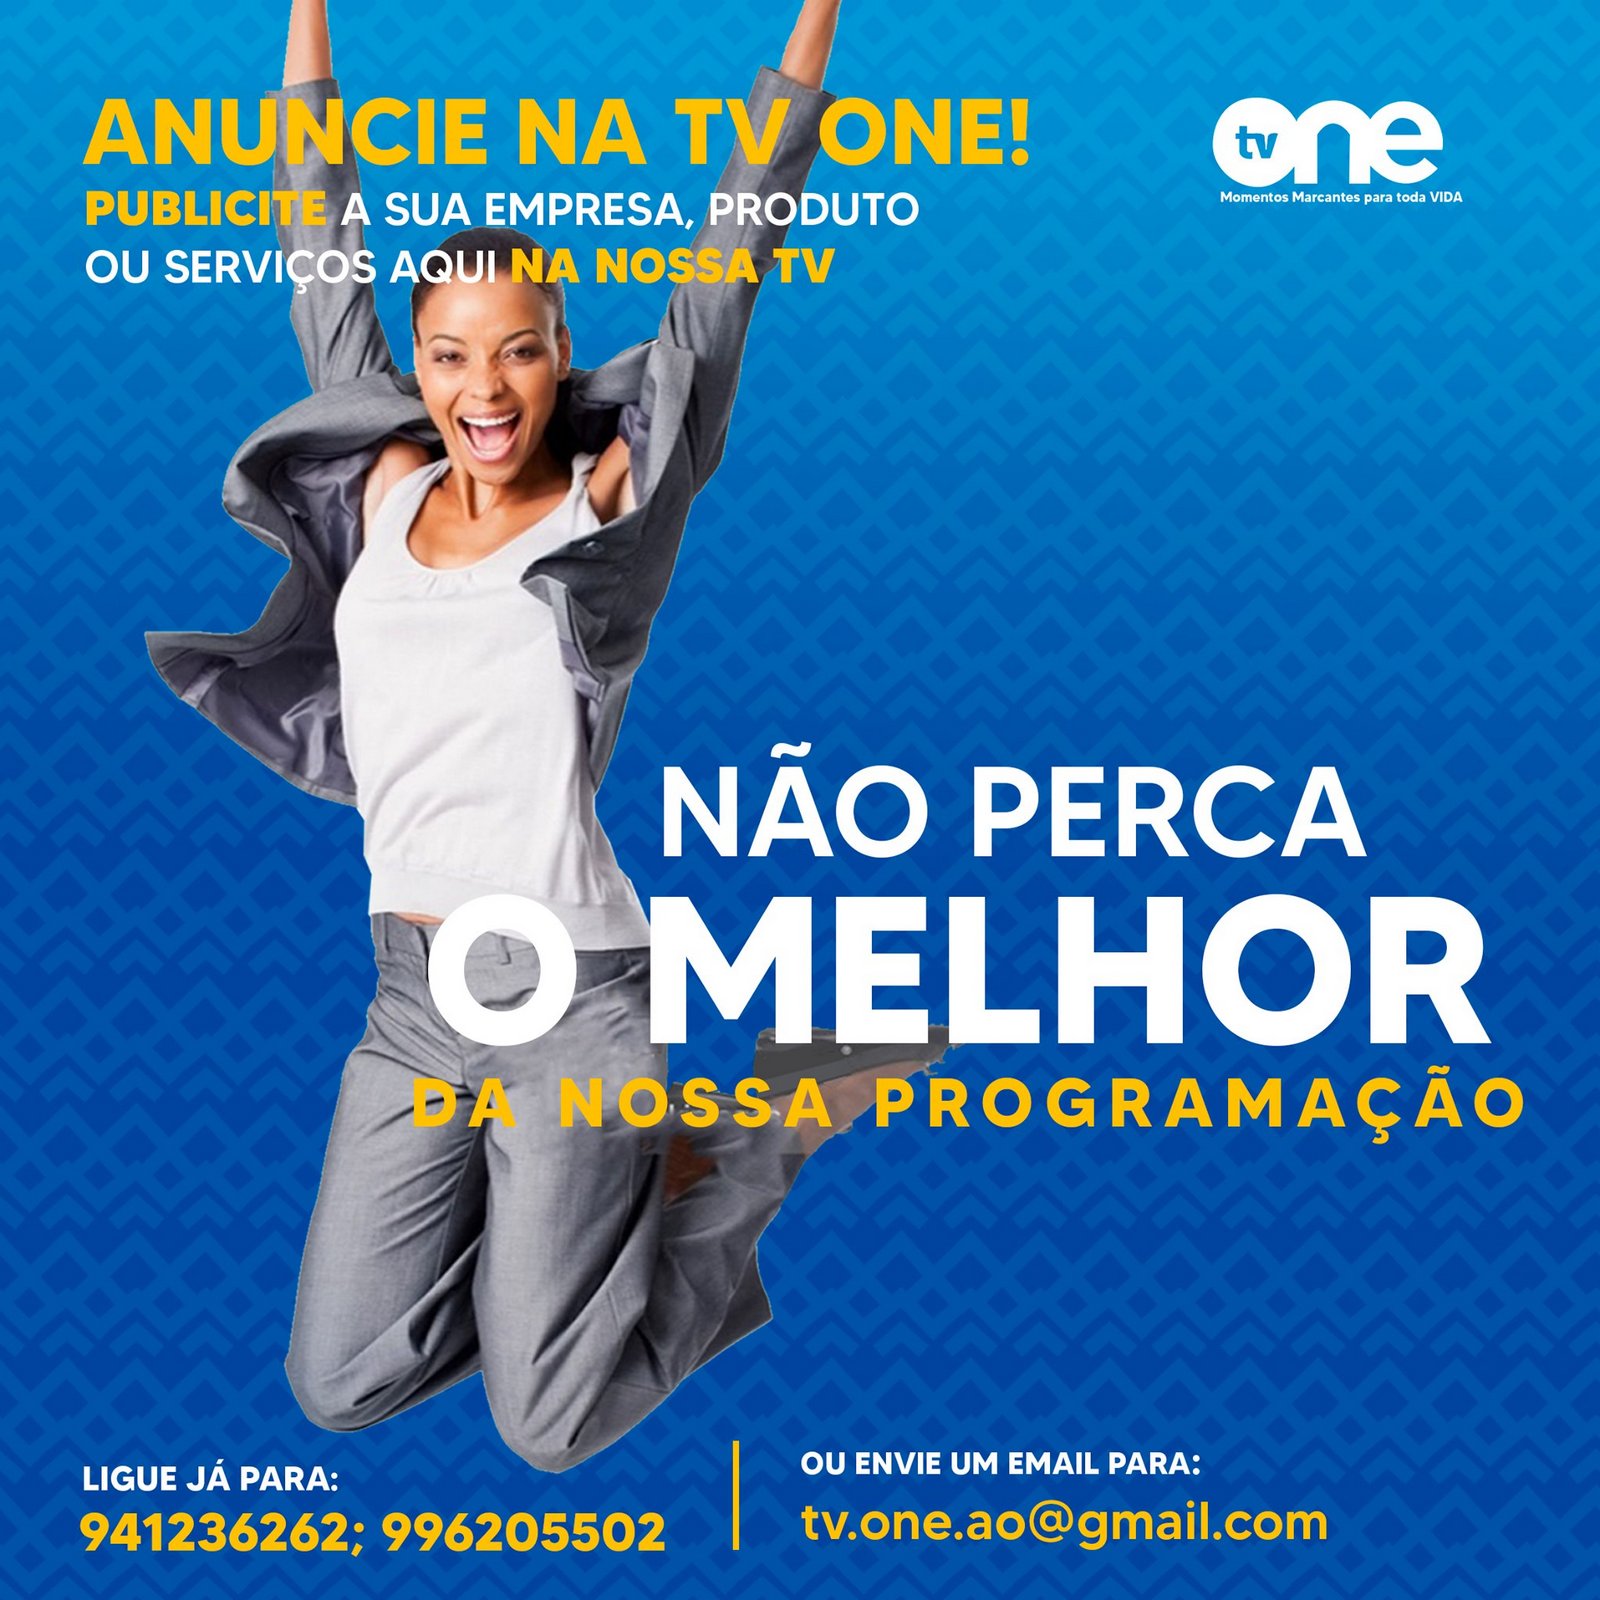 ANUNCIE NA TV ONE!
PUBLICITE A SUA EMPRESA, PRODUTO
OU SERVIÇOS AQUI NA NOSSA TV
tv one
Momentos Marcantes para toda VIDA
NÃO PERCA
O MELHOR
DA NOSSA PROGRAMAÇÃO
LIGUE JÁ PARA:
941236262; 996205502
OU ENVIE UM EMAIL PARA:
tv.one.ao@gmail.com